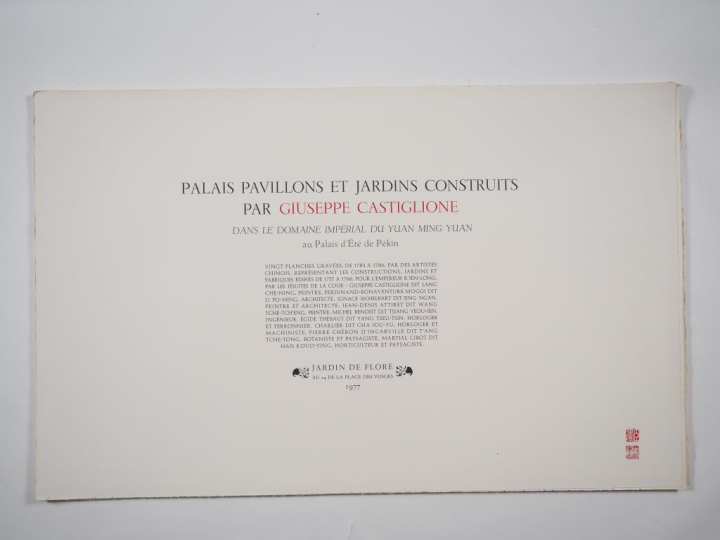 PALAIS PAVILLONS ET JARDINS CONSTRUITS
PAR GIUSEPPE CASTIGLIONE
DANS LE DOMAINE IMPÉRIAL DU YUAN MING YUAN
au Palais d'Été de Pékin
VINGT PLANCHES GRAVÉES, DE 1783 A 1786, PAR DES ARTISTES
CHINOIS, REPRÉSENTANT LES CONSTRUCTIONS, JARDINS ET
FABRIQUES ÉDIFIÉS DE 1737 A 1766, POUR L'EMPEREUR K'IEN-LONG,
PAR LES JÉSUITES DE LA COUR : GIUSEPPE CASTIGLIONE DIT LANG
CHE-NING, PEINTRE, FERDINAND-BONAVENTURE MOGGI DIT
LI PO-MING, ARCHITECTE, IGNACE SICHELBART DIT NGAN,
PEINTRE ET ARCHITECTE, JEAN-DENIS ATTIRET DIT WANG
TCHE-TCH'ENG, PEINTRE, MICHEL BENOIST DIT TSIANG YEOU-JEN,
INGÉNIEUR, ÉGIDE THÉBAUT DIT YANG TSEU-TSIN, HORLOGER
ET FERRONNIER, CHARLIER DIT CHA SOU-YU, HORLOGER ET
MACHINISTE, PIERRE CHÉRON D'INCARVILLE DIT T'ANG
TCHE-TONG, BOTANISTE ET PAYSAGISTE, MARTIAL CIBOT DIT
HAN KOUO-YING, HORTICULTEUR ET PAYSAGISTE.
JARDIN DE FLORE
AU 24 DE LA PLACE DES VOSGES
1977